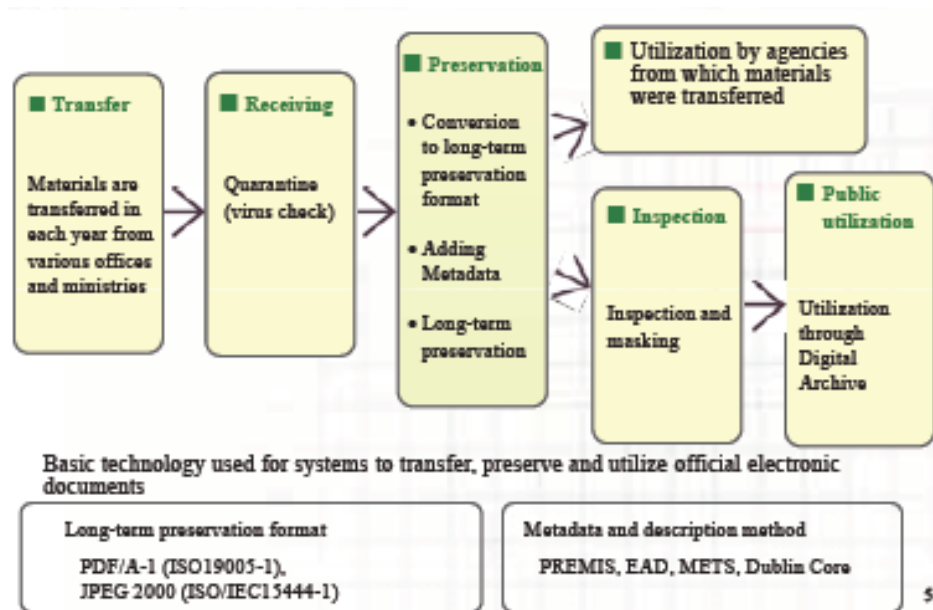 Transfer
Materials are
transferred in
each year from
various offices
and ministries
Receiving
Quarantine
(virus check)
Preservation
• Conversion
to long-term
preservation
format
• Adding
Metadata
• Long-term
preservation
Utilization by agencies
from which materials
were transferred
Inspection
Inspection and
masking
Public
utilization
Utilization
through
Digital
Archive
Basic technology used for systems to transfer, preserve and utilize official electronic
documents
Long-term preservation format
PDF/A-1 (ISO19005-1),
JPEG 2000 (ISO/IEC15444-1)
Metadata and description method
PREMIS, EAD, METS, Dublin Core